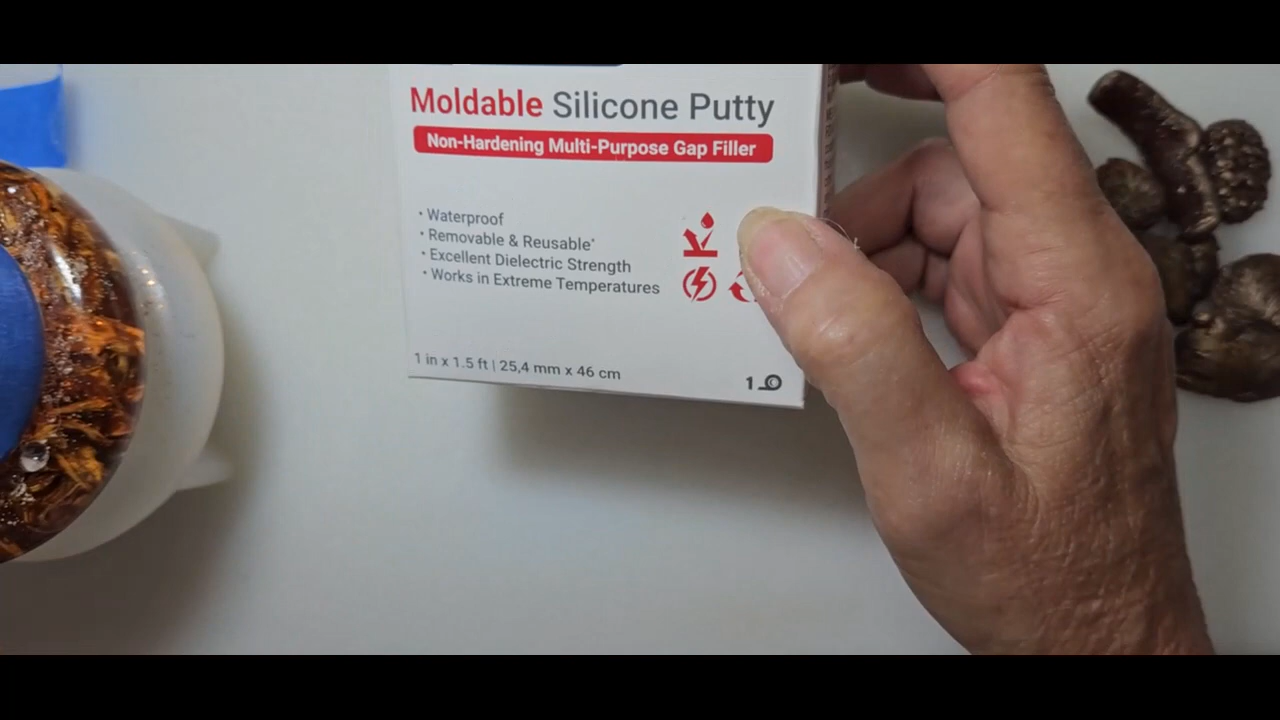 Moldable Silicone Putty
Non-Hardening Multi-Purpose Gap Filler
• Waterproof
• Removable & Reusable*
• Excellent Dielectric Strength
• Works in Extreme Temperatures
1 in x 1.5 ft | 25,4 mm x 46 cm
1